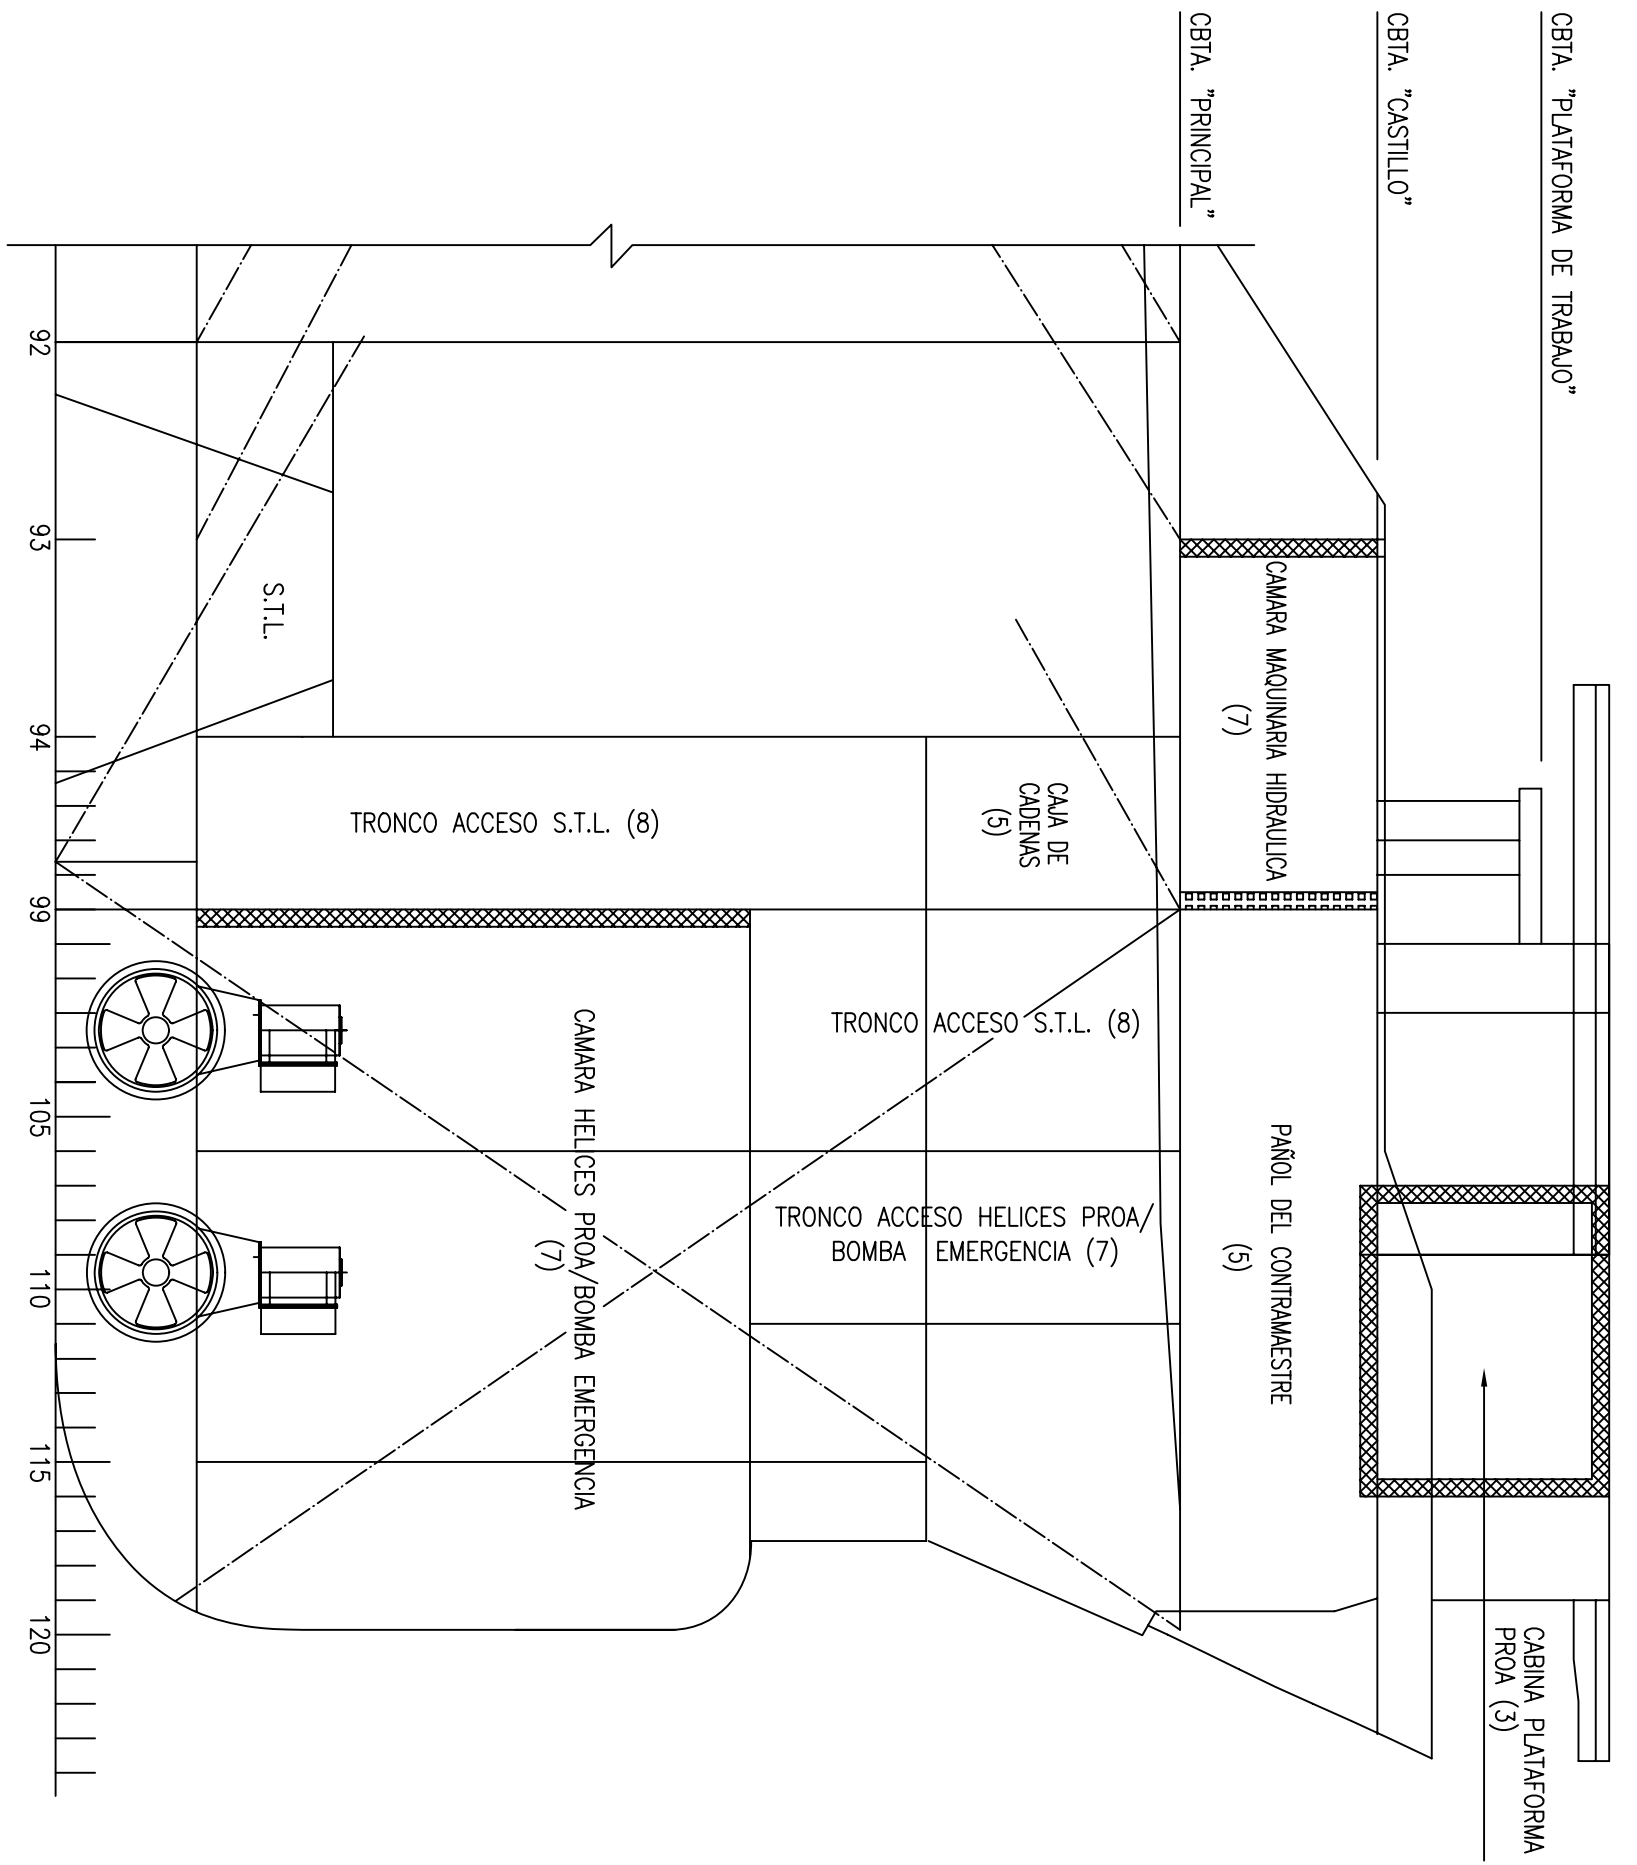 CBTA. "PLATAFORMA DE TRABAJO"
CBTA. "CASTILLO"
CBTA. "PRINCIPAL"
CABINA PLATAFORMA
PROA (3)
CAMARA MAQUINARIA HIDRAULICA
(7)
PAÑOL DEL CONTRAMAESTRE
(5)
CAJA DE
CADENAS
(5)
TRONCO ACCESO S.T.L. (8)
TRONCO ACCESO S.T.L. (8)
TRONCO ACCESO HELICES PROA/
BOMBA EMERGENCIA (7)
CAMARA HELICES PROA/BOMBA EMERGENCIA
(7)
S.T.L.
92
93
94
99
105
110
115
120